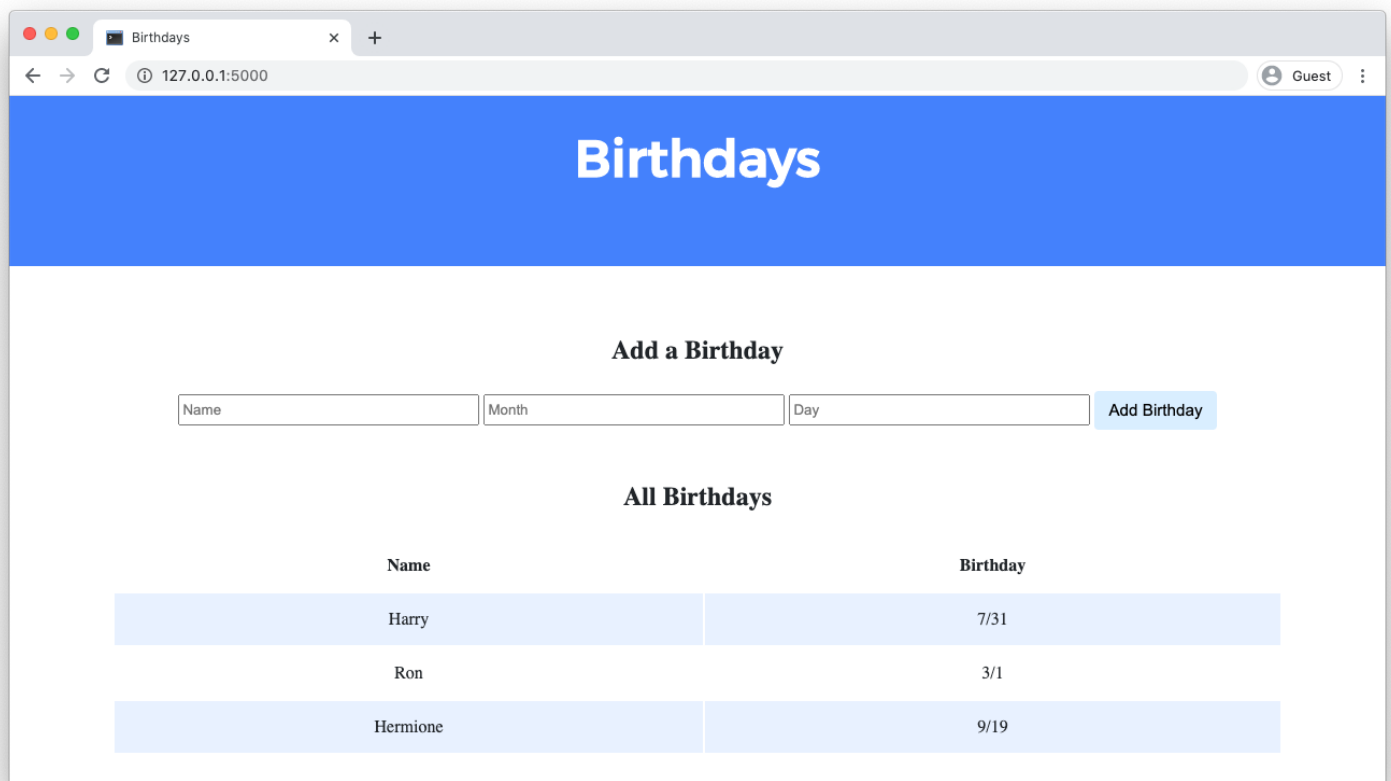 Birthdays
127.0.0.1:5000
Guest
Birthdays
Add a Birthday
Name Month Day Add Birthday
All Birthdays
Name Birthday
Harry 7/31
Ron 3/1
Hermione 9/19